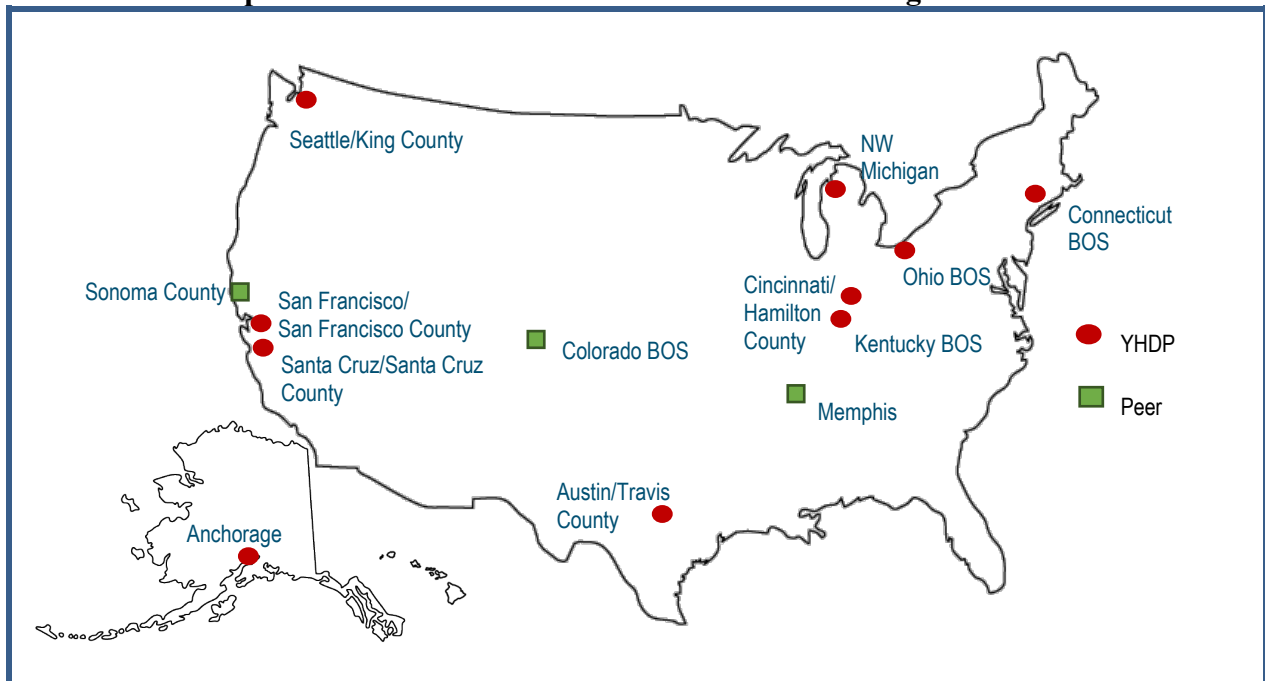 Seattle/King County
NW
Michigan
Connecticut
BOS
Ohio BOS
Cincinnati/
Hamilton
County
Kentucky BOS
Sonoma County
San Francisco/
San Francisco County
Santa Cruz/Santa Cruz
County
Colorado BOS
Memphis
YHDP
Peer
Austin/Travis
County
Anchorage